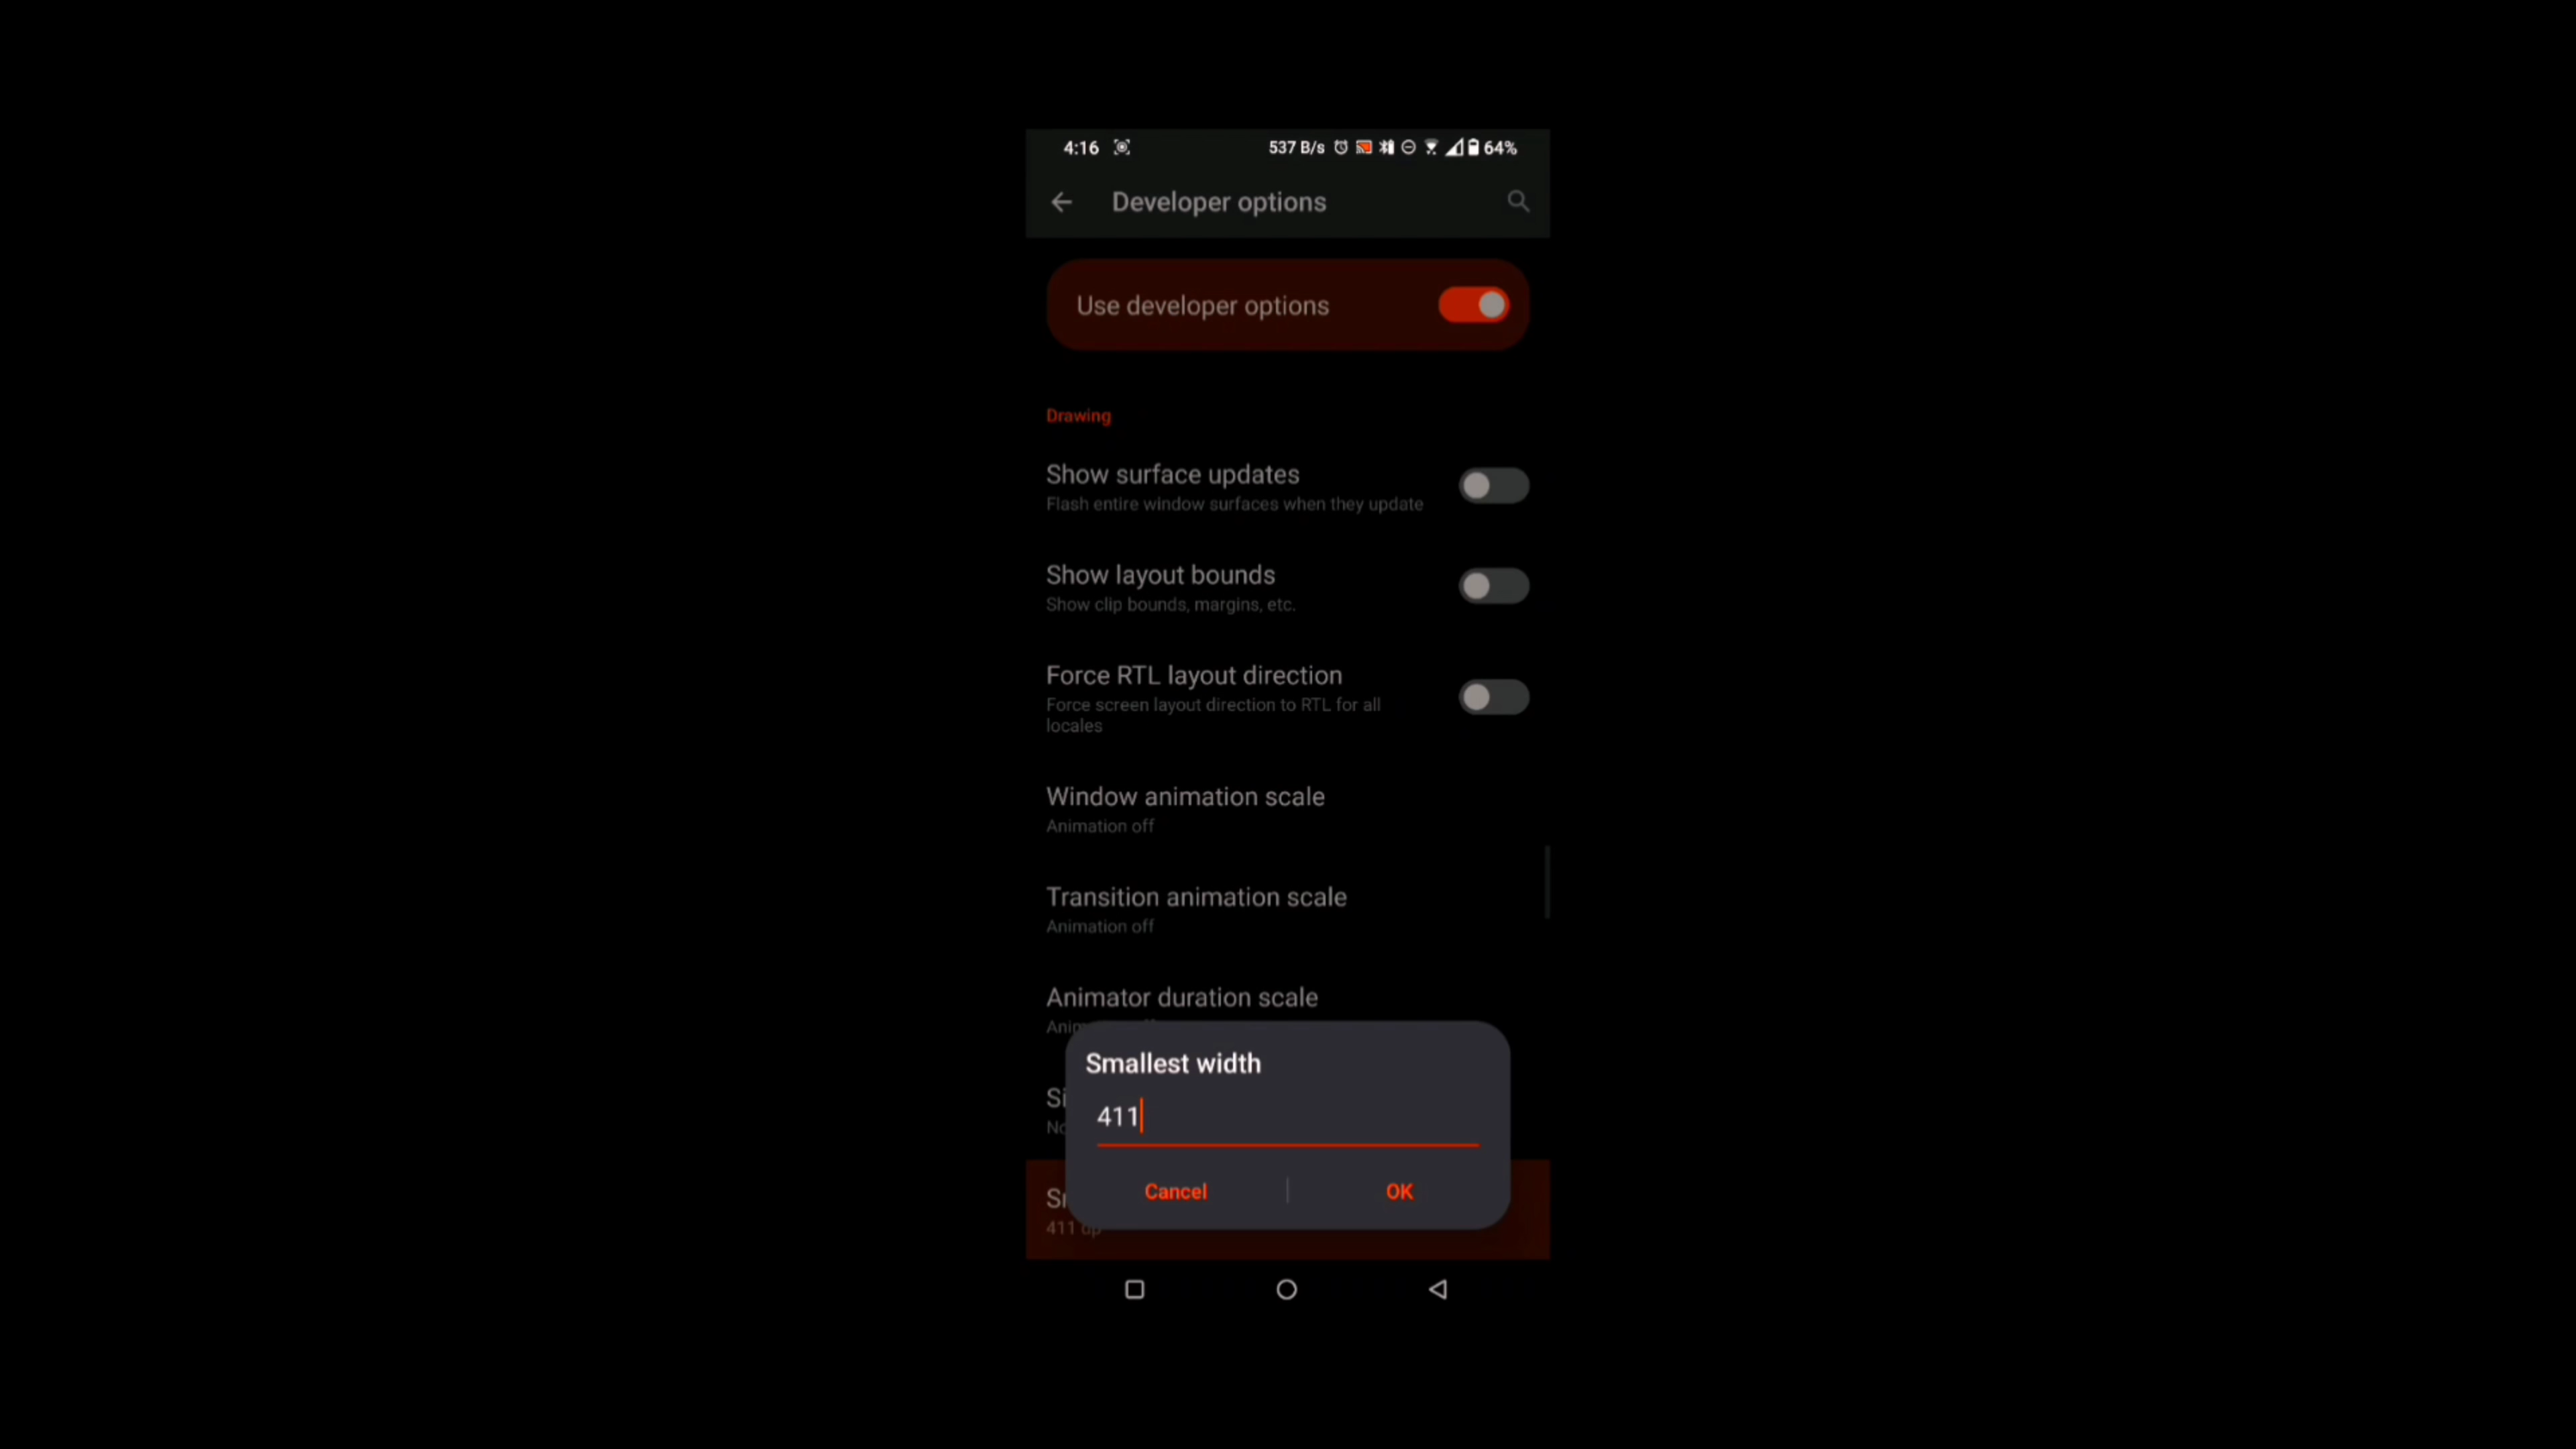 4:16 537 B/s 64%
Developer options
Use developer options
Drawing
Show surface updates
Flash entire window surfaces when they update
Show layout bounds
Show clip bounds, margins, etc.
Force RTL layout direction
Force screen layout direction to RTL for all
locales
Window animation scale
Animation off
Transition animation scale
Animation off
Animator duration scale
Smallest width
411
Cancel OK
411 dp